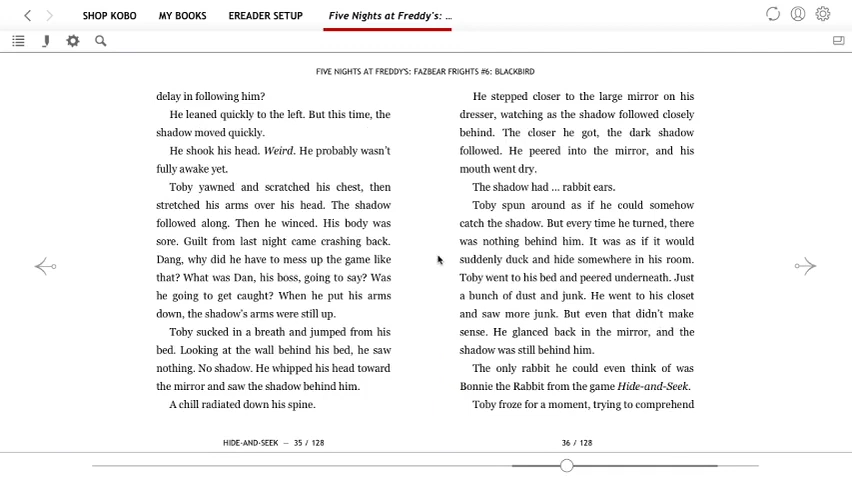 SHOP KOBO MY BOOKS EREADER SETUP Five Nights at Freddy's: ...
FIVE NIGHTS AT FREDDY'S: FAZBEAR FRIGHTS #6: BLACKBIRD
delay in following him?
He leaned quickly to the left. But this time, the
shadow moved quickly.
He shook his head. Weird. He probably wasn't
fully awake yet.
Toby yawned and scratched his chest, then
stretched his arms over his head. The shadow
followed along. Then he winced. His body was
sore. Guilt from last night came crashing back.
Dang, why did he have to mess up the game like
that? What was Dan, his boss, going to say? Was
he going to get caught? When he put his arms
down, the shadow's arms were still up.
Toby sucked in a breath and jumped from his
bed. Looking at the wall behind his bed, he saw
nothing. No shadow. He whipped his head toward
the mirror and saw the shadow behind him.
A chill radiated down his spine.
He stepped closer to the large mirror on his
dresser, watching as the shadow followed closely
behind. The closer he got, the dark shadow
followed. He peered into the mirror, and his
mouth went dry.
The shadow had ... rabbit ears.
Toby spun around as if he could somehow
catch the shadow. But every time he turned, there
was nothing behind him. It was as if it would
suddenly duck and hide somewhere in his room.
Toby went to his bed and peered underneath. Just
a bunch of dust and junk. He went to his closet
and saw more junk. But even that didn't make
sense. He glanced back in the mirror, and the
shadow was still behind him.
The only rabbit he could even think of was
Bonnie the Rabbit from the game Hide-and-Seek.
Toby froze for a moment, trying to comprehend
HIDE-AND-SEEK — 35 / 128
36 / 128